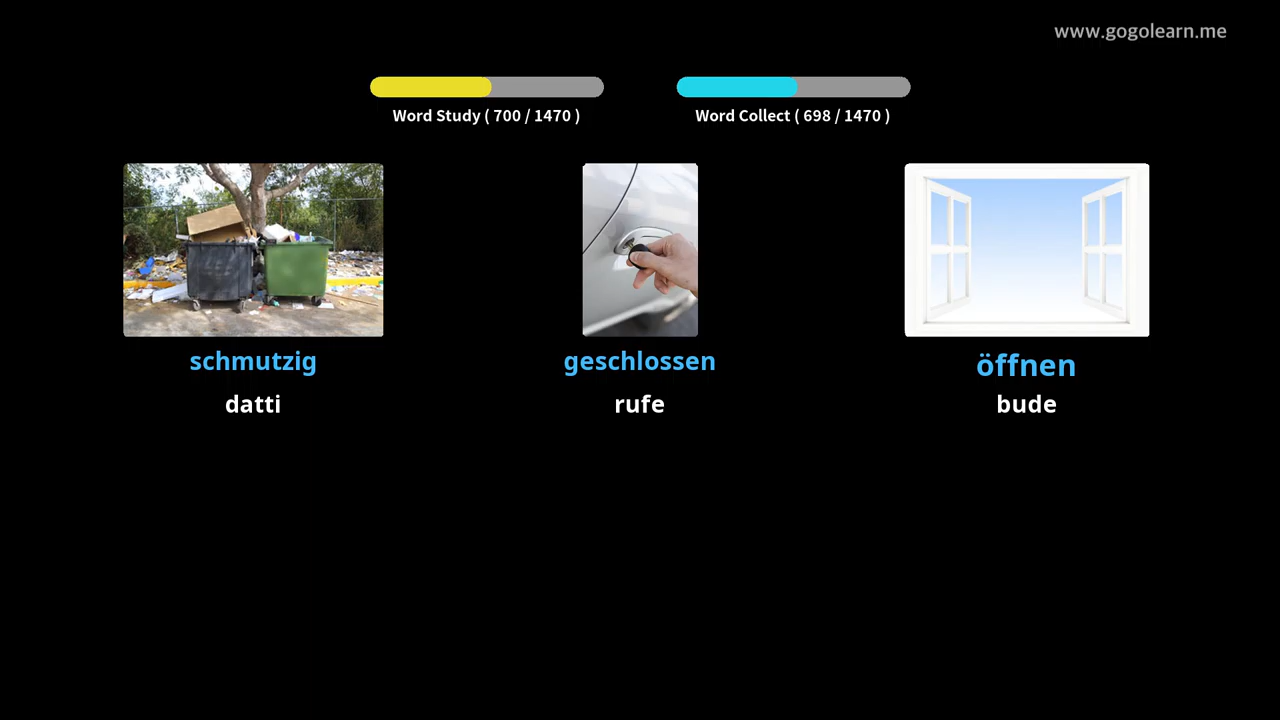 www.gogolearn.me
Word Study ( 700 / 1470 )
Word Collect ( 698 / 1470 )
schmutzig
geschlossen
öffnen
datti
rufe
bude